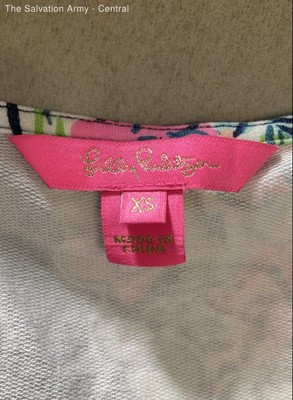 The Salvation Army - Central
Lilly Pulitzer
XS
MADE IN
CHINA